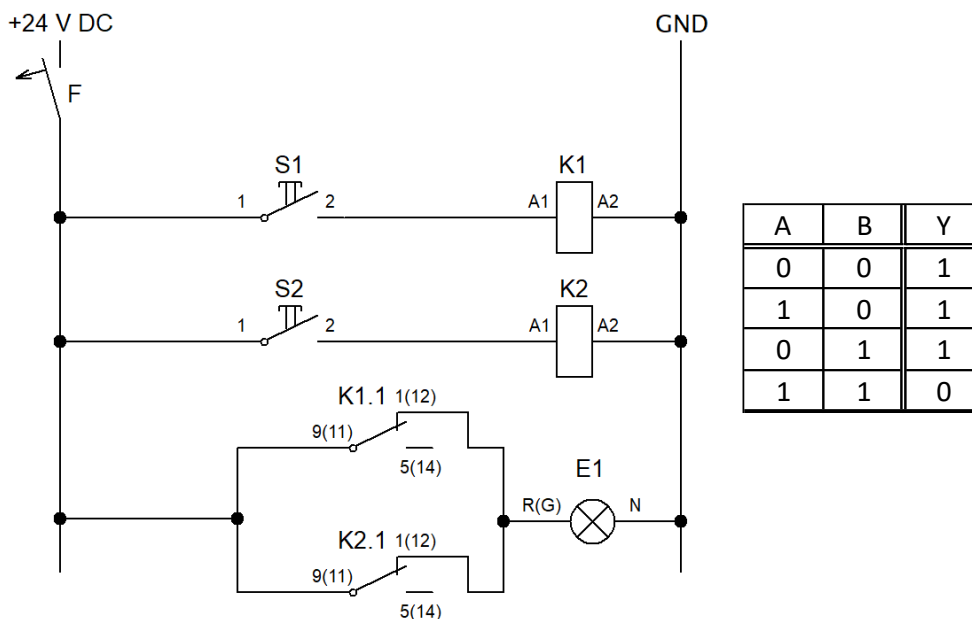 +24 V DC
GND
F
S1
K1
1
2
A1
A2
S2
K2
1
2
A1
A2
K1.1 1(12)
9(11)
5(14)
E1
R(G)
N
K2.1 1(12)
9(11)
5(14)
A B Y
0 0 1
1 0 1
0 1 1
1 1 0